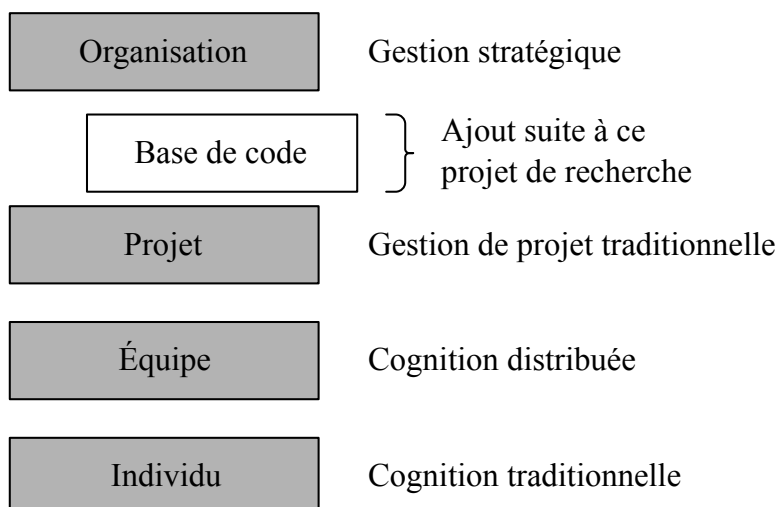 Organisation
Gestion stratégique
Base de code
Ajout suite à ce
projet de recherche
Projet
Gestion de projet traditionnelle
Équipe
Cognition distribuée
Individu
Cognition traditionnelle